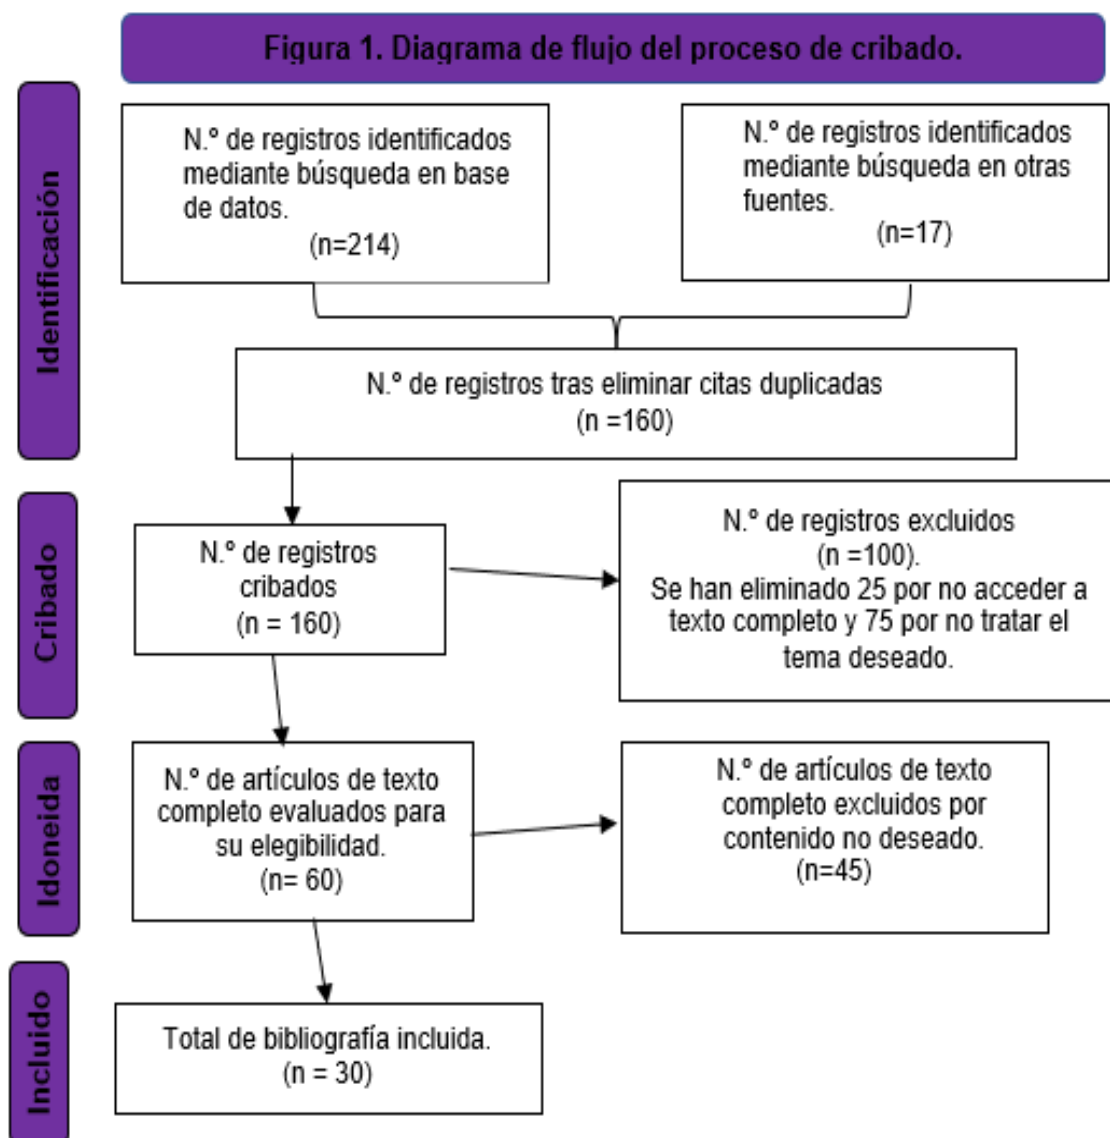 Figura 1. Diagrama de flujo del proceso de cribado.
Identificación
N.º de registros identificados
mediante búsqueda en base
de datos.
(n=214)
N.º de registros identificados
mediante búsqueda en otras
fuentes.
(n=17)
N.º de registros tras eliminar citas duplicadas
(n =160)
Cribado
N.º de registros
cribados
(n = 160)
N.º de registros excluidos
(n =100).
Se han eliminado 25 por no acceder a
texto completo y 75 por no tratar el
tema deseado.
Idoneida
N.º de artículos de texto
completo evaluados para
su elegibilidad.
(n= 60)
N.º de artículos de texto
completo excluidos por
contenido no deseado.
(n=45)
Incluido
Total de bibliografía incluida.
(n = 30)